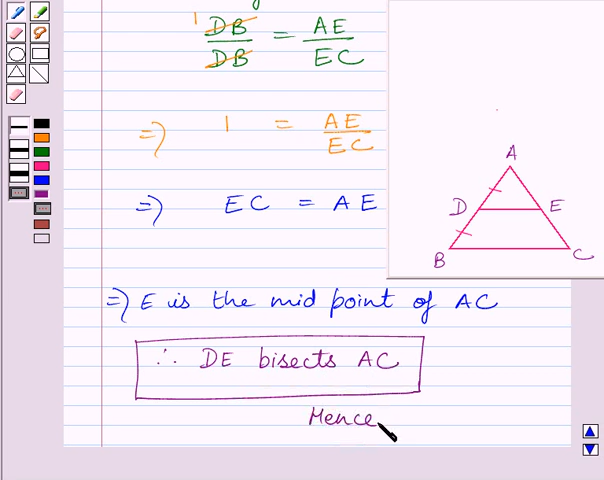 1
DB = AE
DB EC
=) 1 = AE
EC
=) EC = AE
A
D E
B C
=) E is the mid point of AC
∴ DE bisects AC
Hence